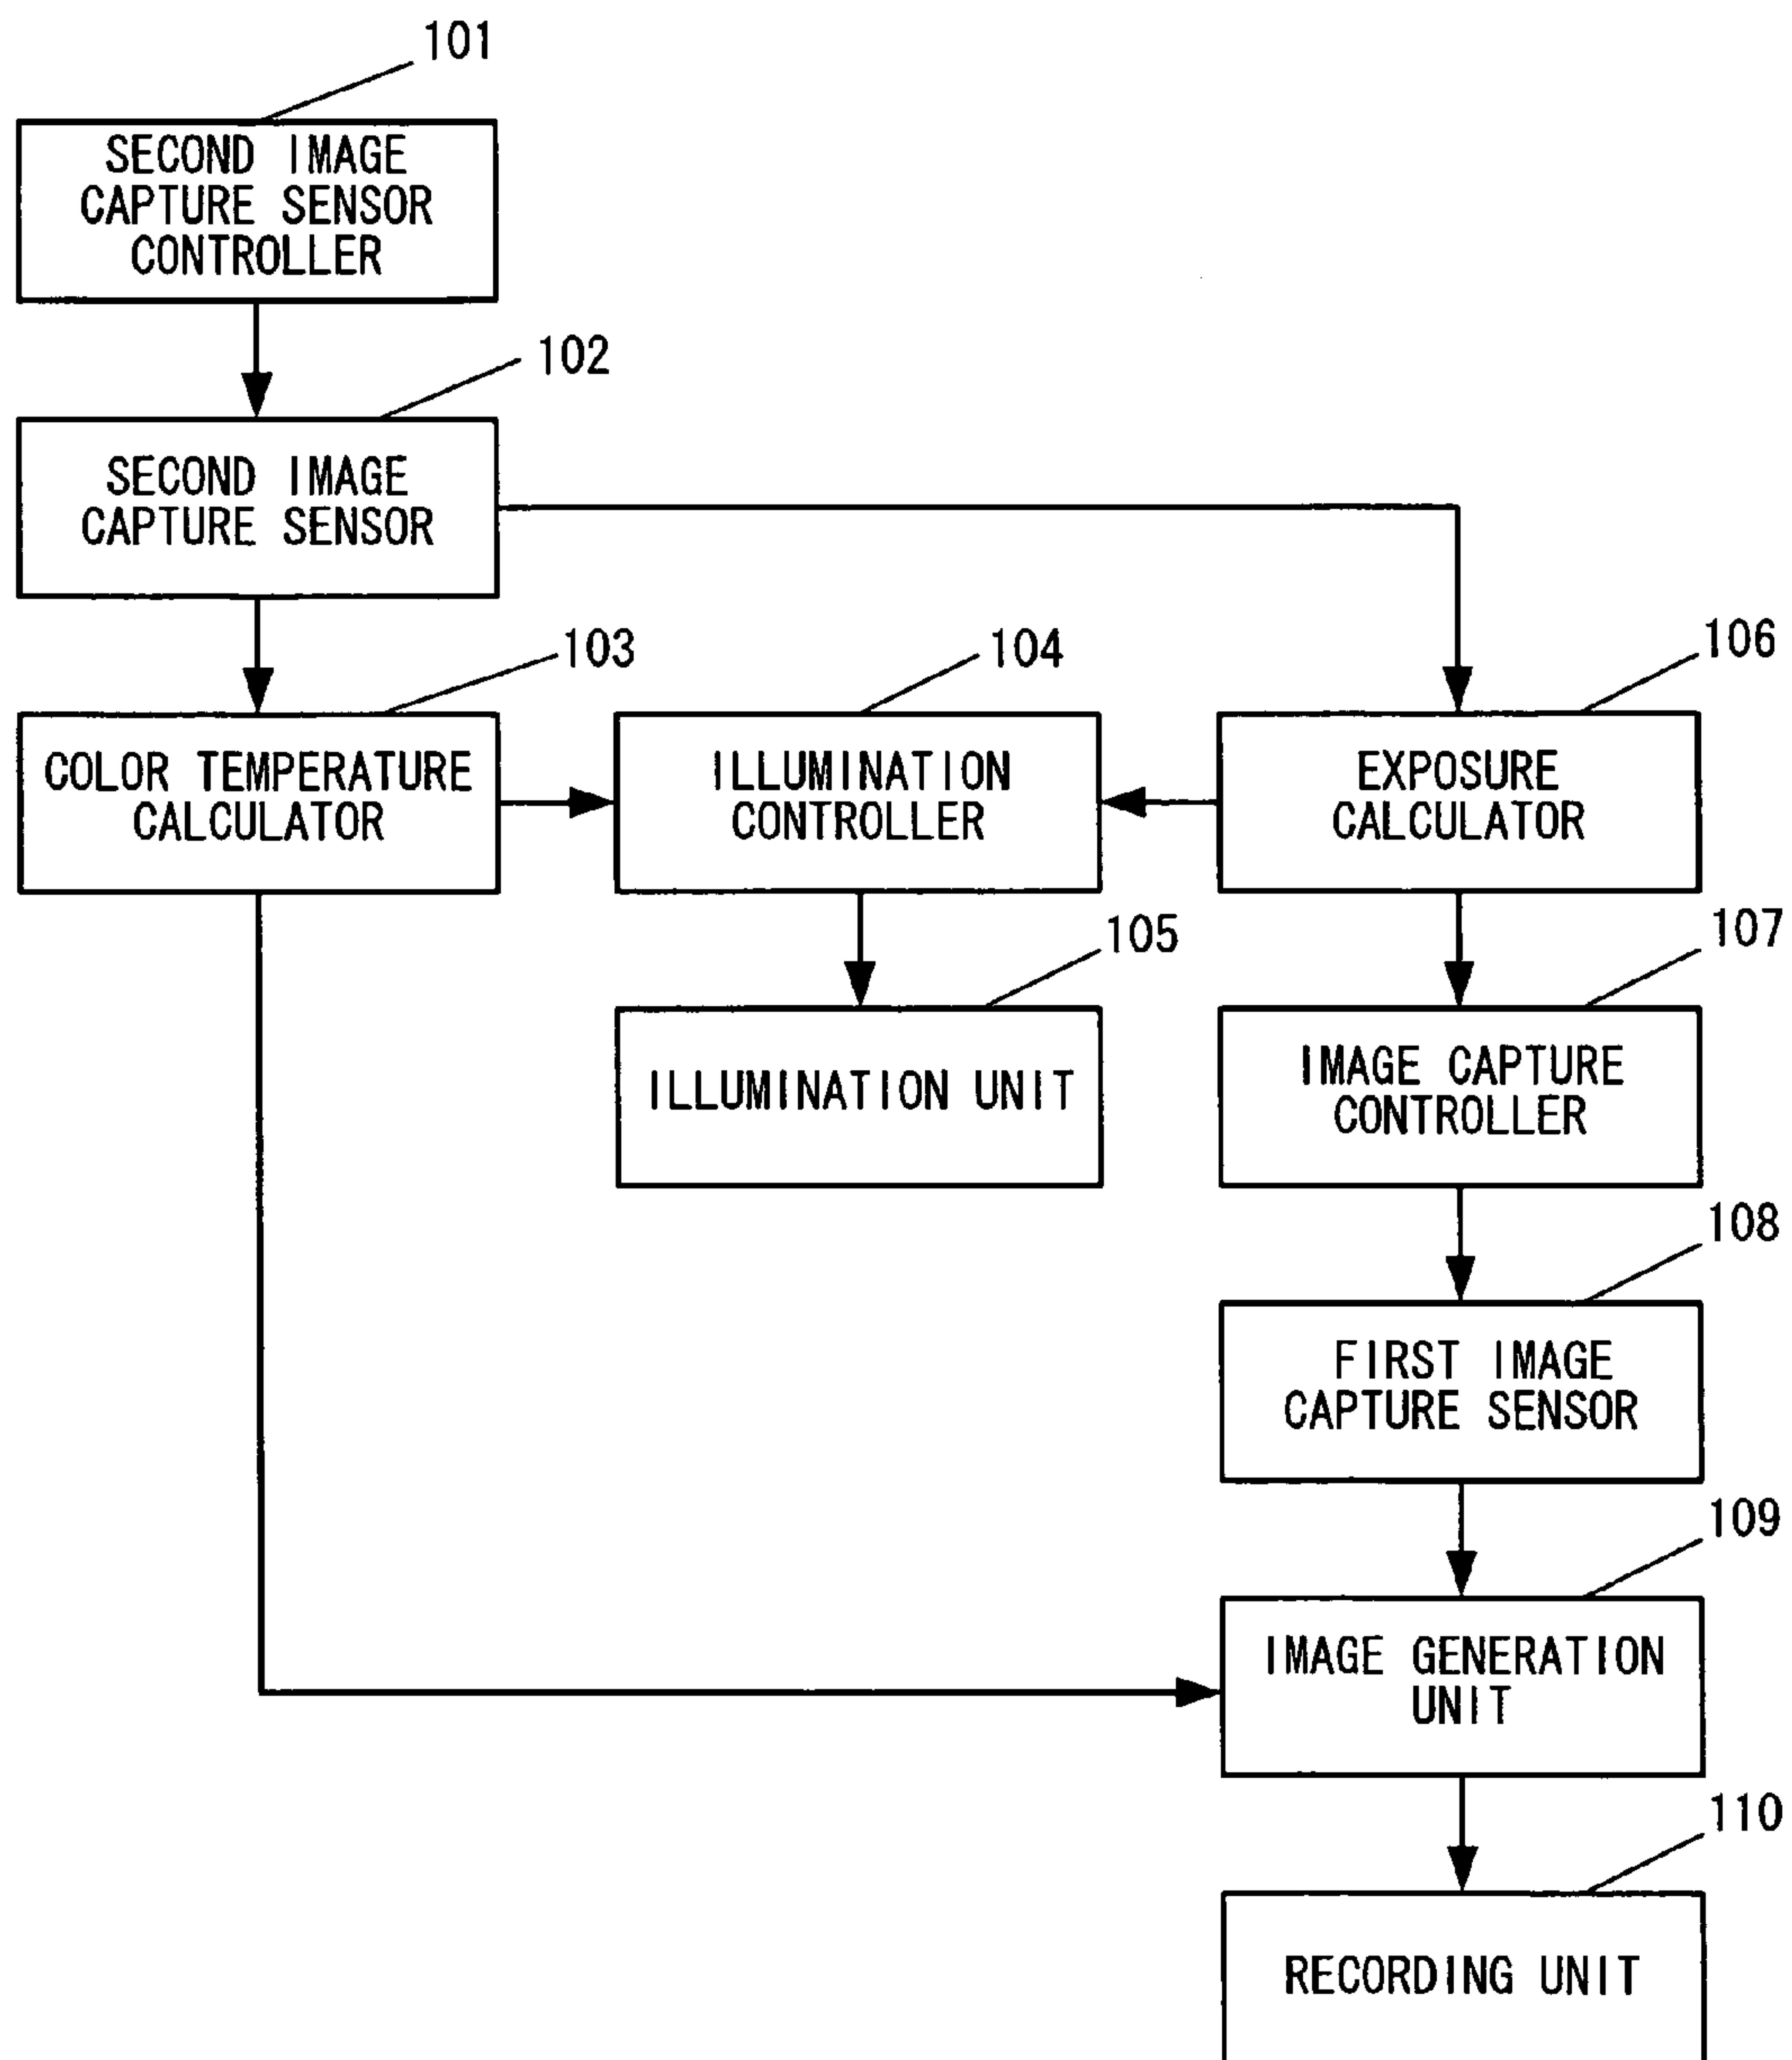 101
SECOND IMAGE
CAPTURE SENSOR
CONTROLLER
102
SECOND IMAGE
CAPTURE SENSOR
103
104
106
COLOR TEMPERATURE
CALCULATOR
ILLUMINATION
CONTROLLER
EXPOSURE
CALCULATOR
105
107
ILLUMINATION UNIT
IMAGE CAPTURE
CONTROLLER
108
FIRST IMAGE
CAPTURE SENSOR
109
IMAGE GENERATION
UNIT
110
RECORDING UNIT